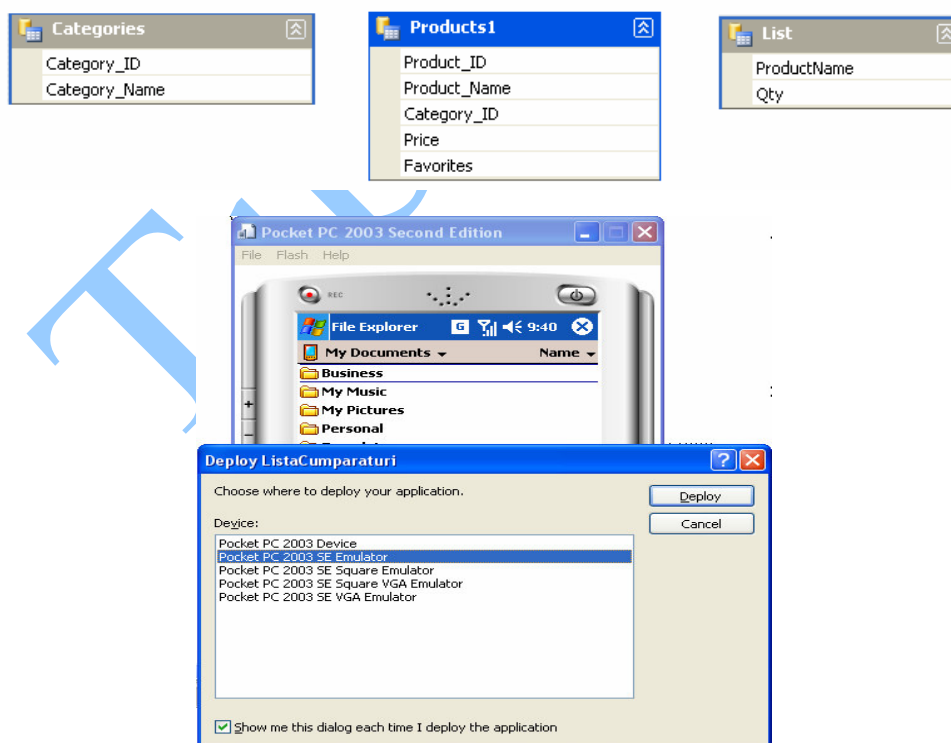 Categories
Category_ID
Category_Name
Products1
Product_ID
Product_Name
Category_ID
Price
Favorites
List
ProductName
Qty
Pocket PC 2003 Second Edition
File Flash Help
REC
File Explorer G 9:40
My Documents Name
Business
My Music
My Pictures
Personal
Deploy ListaCumparaturi
Choose where to deploy your application.
Deploy
Cancel
Device:
Pocket PC 2003 Device
Pocket PC 2003 SE Emulator
Pocket PC 2003 SE Square Emulator
Pocket PC 2003 SE Square VGA Emulator
Pocket PC 2003 SE VGA Emulator
Show me this dialog each time I deploy the application